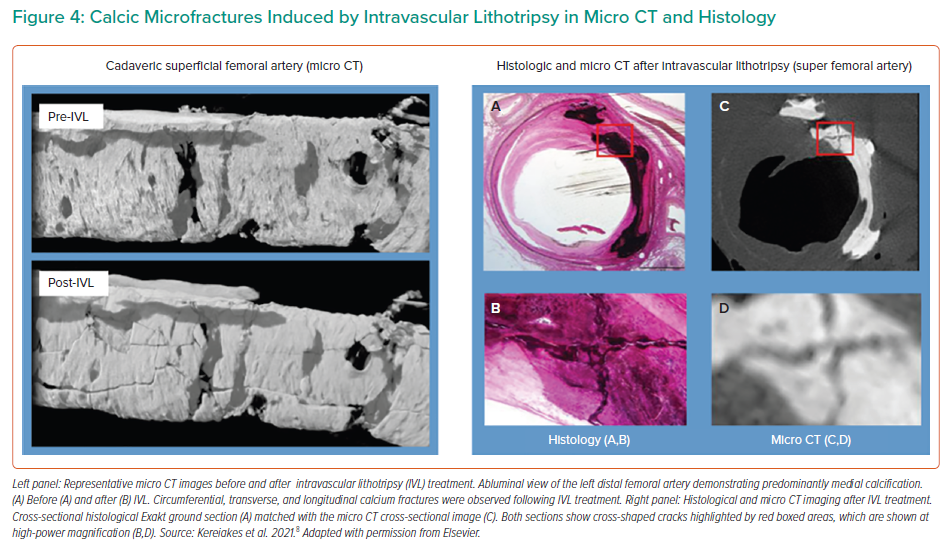 Figure 4: Calcic Microfractures Induced by Intravascular Lithotripsy in Micro CT and Histology
Cadaveric superficial femoral artery (micro CT)
Pre-IVL
Post-IVL
Histologic and micro CT after intravascular lithotripsy (super femoral artery)
A
C
B
D
Histology (A,B)
Micro CT (C,D)
Left panel: Representative micro CT images before and after intravascular lithotripsy (IVL) treatment. Abluminal view of the left distal femoral artery demonstrating predominantly medial calcification.
(A) Before (A) and after (B) IVL. Circumferential, transverse, and longitudinal calcium fractures were observed following IVL treatment. Right panel: Histological and micro CT imaging after IVL treatment.
Cross-sectional histological Exakt ground section (A) matched with the micro CT cross-sectional image (C). Both sections show cross-shaped cracks highlighted by red boxed areas, which are shown at
high-power magnification (B,D). Source: Kereiakes et al. 2021.⁸ Adapted with permission from Elsevier.